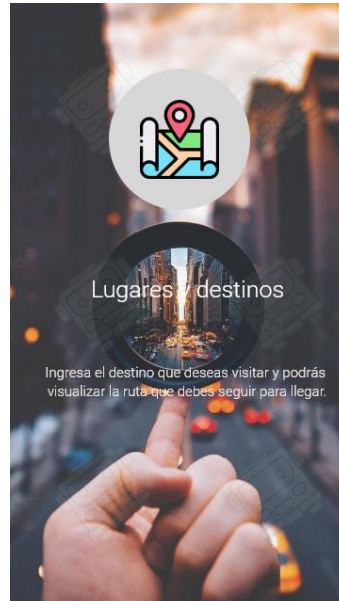 Lugares y destinos
Ingresa el destino que deseas visitar y podrás
visualizar la ruta que debes seguir para llegar.